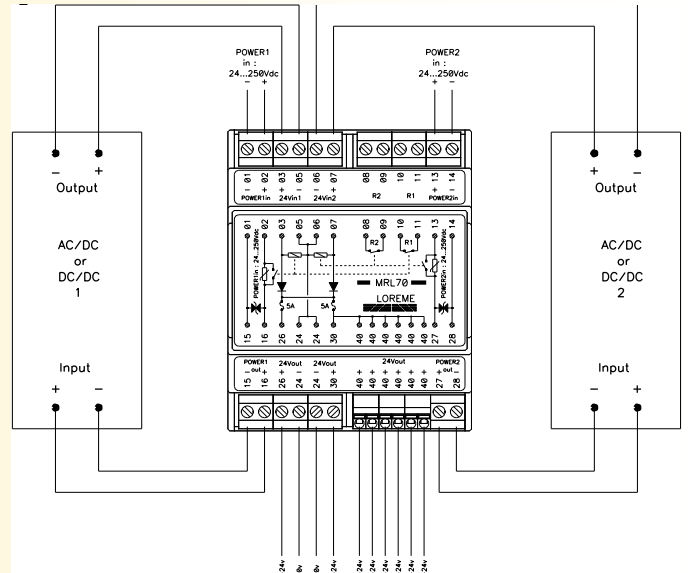 POWER1
in :
24...250Vdc
− +
POWER2
in :
24...250Vdc
+ −
− +
Output
AC/DC
or
DC/DC
1
Input
+ −
+ −
Output
AC/DC
or
DC/DC
2
Input
− +
01 02 03 05 06 07 08 09 10 11 13 14
− + + − − + R2 R1 + −
POWER1in 24Vin1 24Vin2 POWER2in
01 02 03 05 06 07 08 09 10 11 13 14
R2 R1
POWER1in : 24...250Vdc
POWER2in : 24...250Vdc
MRL70
LOREME
5A 5A
15 16 26 24 24 30 40 40 40 40 40 40 27 28
POWER1 24Vout 24Vout 24Vout POWER2
− out + + − − + + + + + + + + out −
15 16 26 24 24 30 40 40 40 40 40 40 27 28
24v 0v 0v 24v 24v 24v 24v 24v 24v 24v